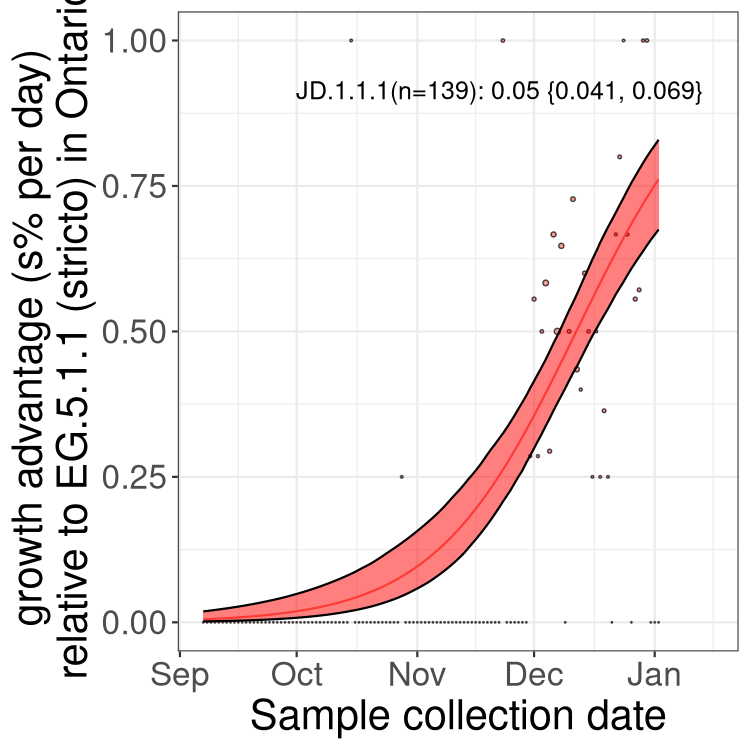 growth advantage (s% per day)
relative to EG.5.1.1 (stricto) in Ontario
1.00
JD.1.1.1(n=139): 0.05 {0.041, 0.069}
0.75
0.50
0.25
0.00
Sep Oct Nov Dec Jan
Sample collection date